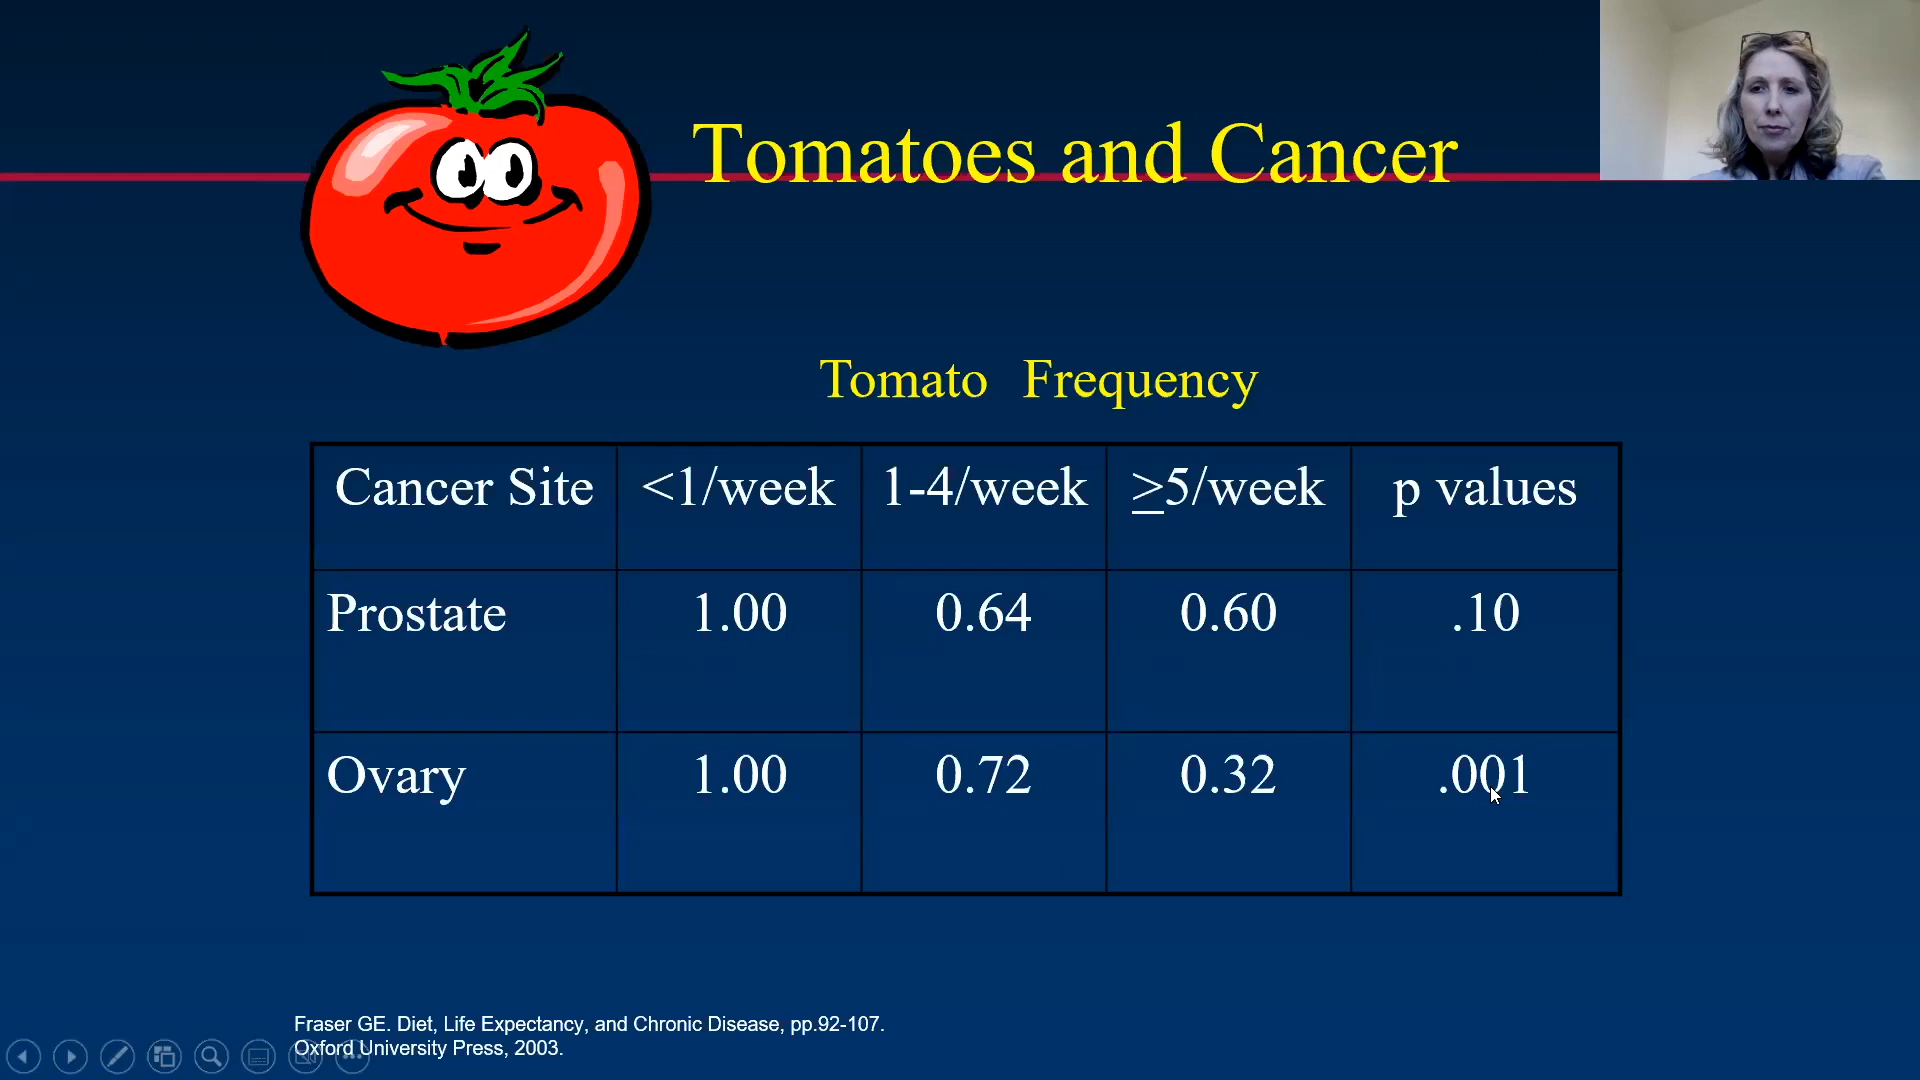 Tomatoes and Cancer
Tomato Frequency
Cancer Site <1/week 1-4/week ≥5/week p values
Prostate 1.00 0.64 0.60 .10
Ovary 1.00 0.72 0.32 .001
Fraser GE. Diet, Life Expectancy, and Chronic Disease, pp.92-107.
Oxford University Press, 2003.